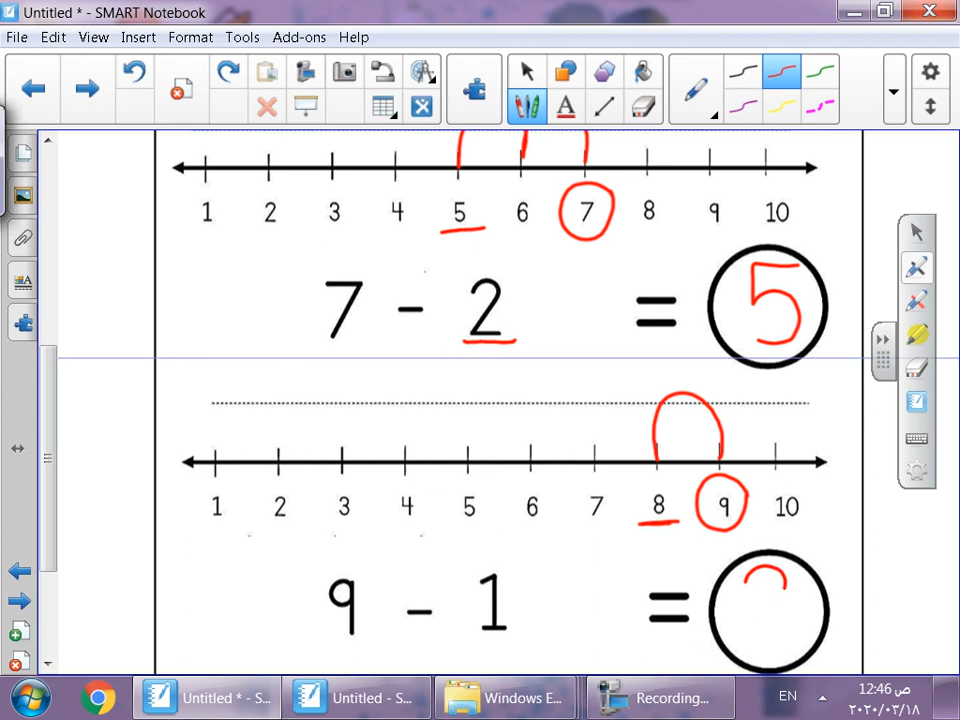 Untitled * - SMART Notebook
File Edit View Insert Format Tools Add-ons Help
1 2 3 4 5 6 7 8 9 10
7 - 2 = 5
1 2 3 4 5 6 7 8 9 10
9 - 1 =
Untitled * - S... Untitled - S... Windows E... Recording... EN
12:46 ص
٢٠٢٠/٠٣/١٨